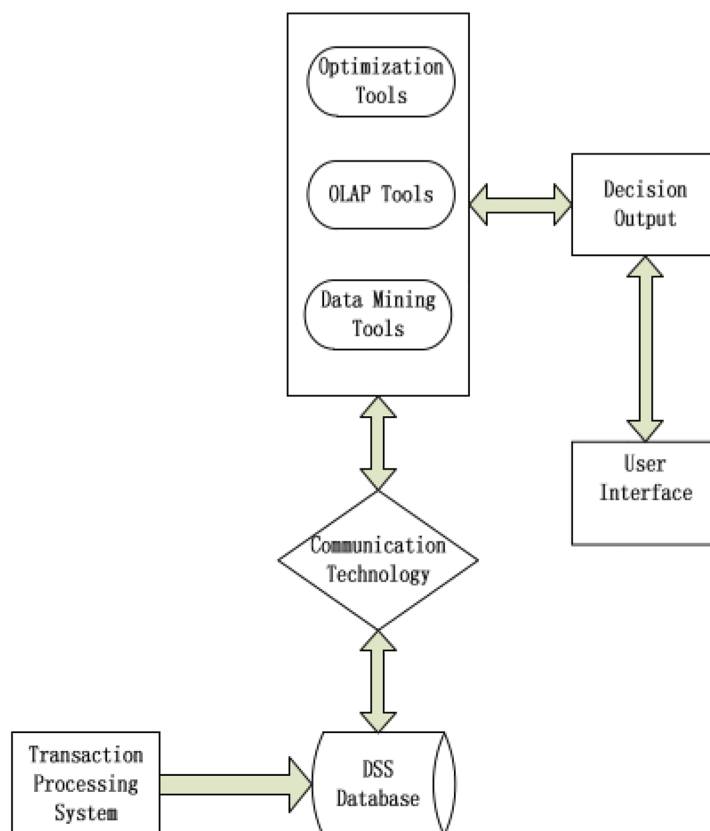 Optimization
Tools
OLAP Tools
Data Mining
Tools
Decision
Output
User
Interface
Communication
Technology
Transaction
Processing
System
DSS
Database